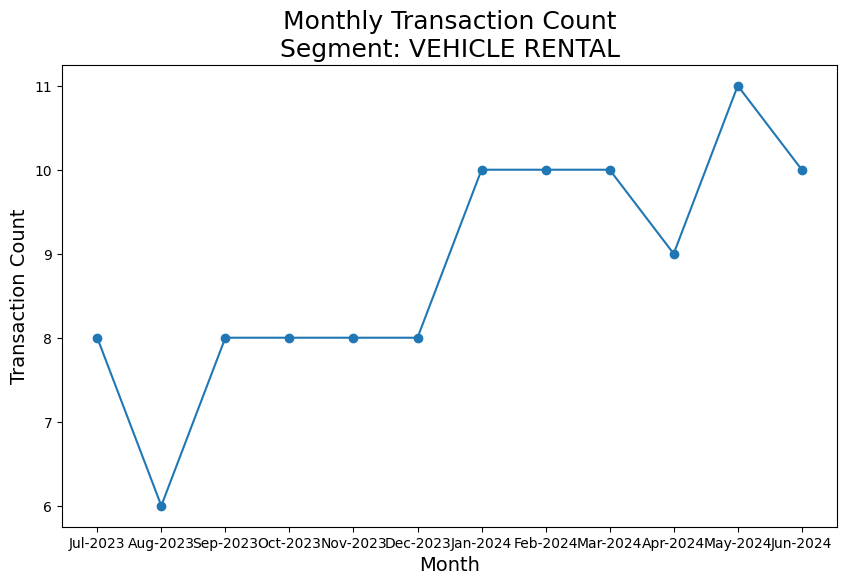 Monthly Transaction Count
Segment: VEHICLE RENTAL
Transaction Count
11
10
9
8
7
6
Jul-2023 Aug-2023 Sep-2023 Oct-2023 Nov-2023 Dec-2023 Jan-2024 Feb-2024 Mar-2024 Apr-2024 May-2024 Jun-2024
Month